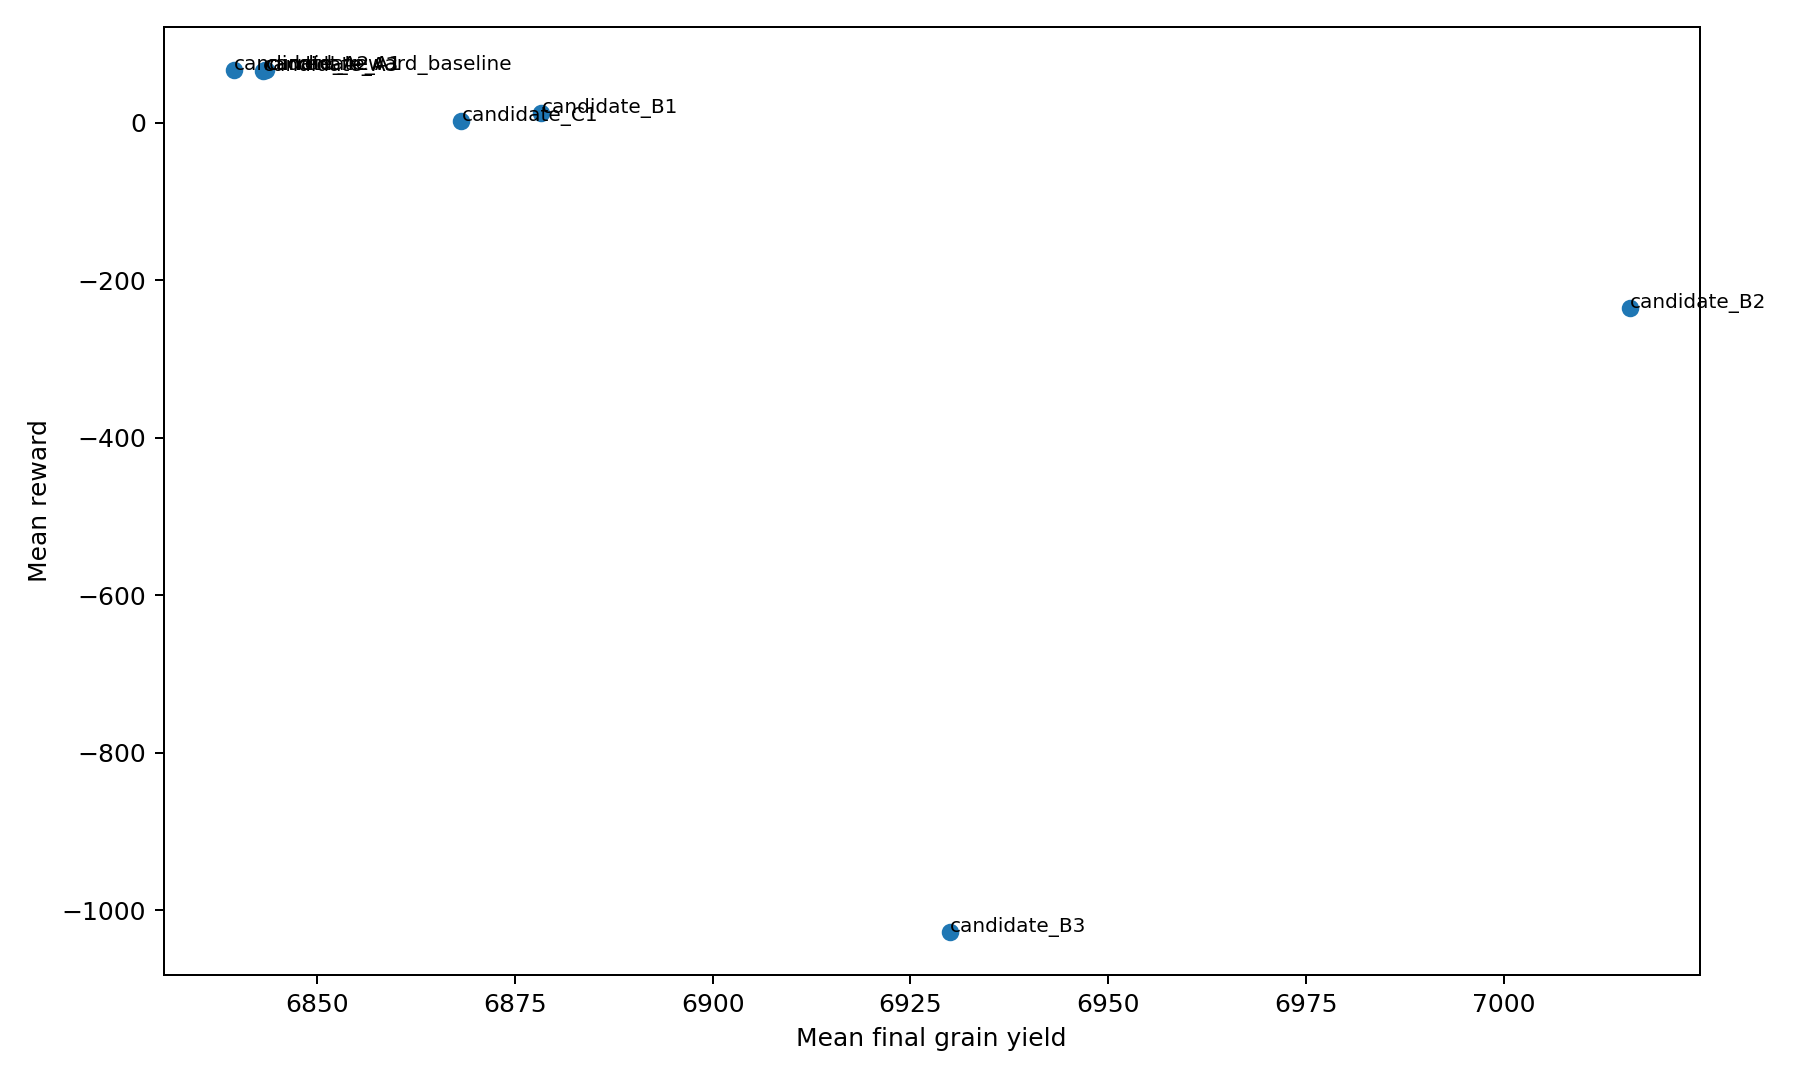 candidate_B1
candidate_C1
candidate_B2
candidate_B3
0
−200
−400
−600
−800
−1000
Mean reward
6850
6875
6900
6925
6950
6975
7000
Mean final grain yield